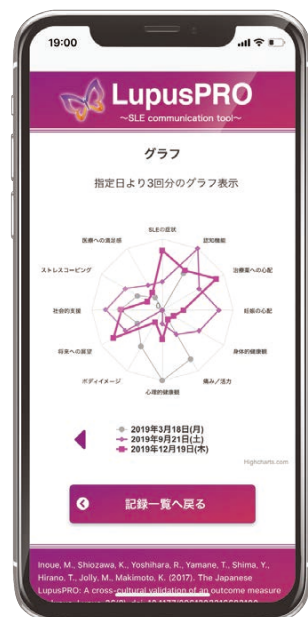 19:00
LupusPRO
～SLE communication tool～
グラフ
指定日より3回分のグラフ表示
SLEの症状
医療への満足感
認知機能
ストレスコーピング
治療薬への心配
社会的支援
0
妊娠の心配
将来への展望
身体的健康観
ボディイメージ
痛み／活力
心理的健康観
2019年3月18日(月)
2019年9月21日(土)
2019年12月19日(木)
Highcharts.com
記録一覧へ戻る
Inoue, M., Shiozawa, K., Yoshihara, R., Yamane, T., Shima, Y.,
Hirano, T., Jolly, M., Makimoto, K. (2017). The Japanese
LupusPRO: A cross-cultural validation of an outcome measure